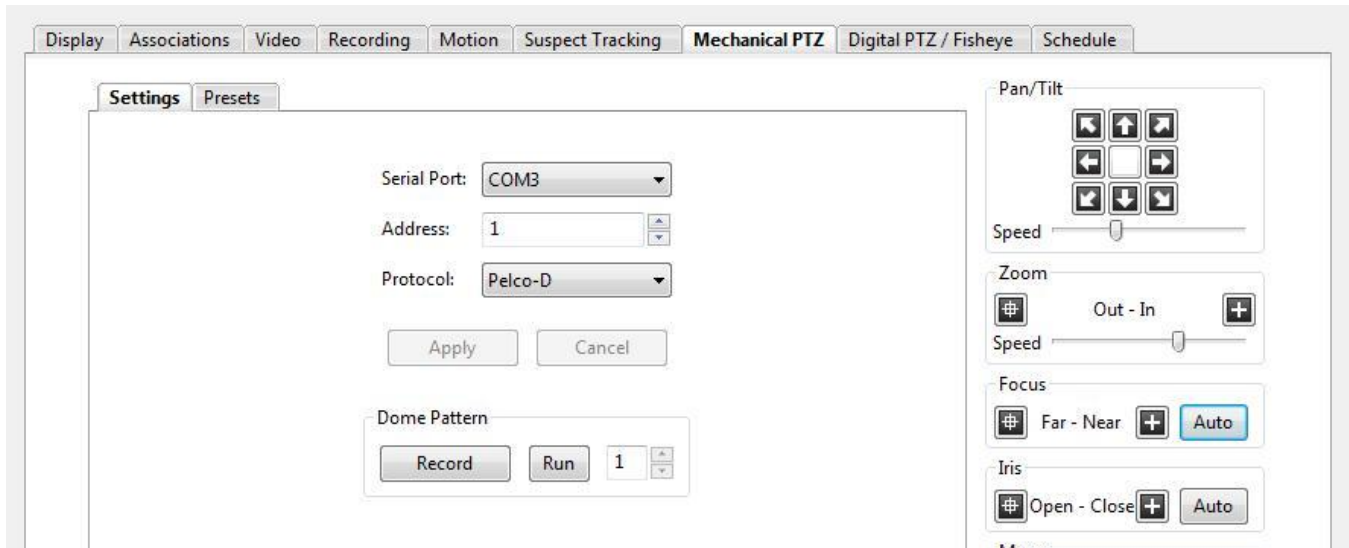 Display Associations Video Recording Motion Suspect Tracking Mechanical PTZ Digital PTZ / Fisheye Schedule
Settings Presets
Serial Port: COM3
Address: 1
Protocol: Pelco-D
Apply Cancel
Dome Pattern
Record Run 1
Pan/Tilt
Speed
Zoom
Out - In
Speed
Focus
Far - Near Auto
Iris
Open - Close Auto